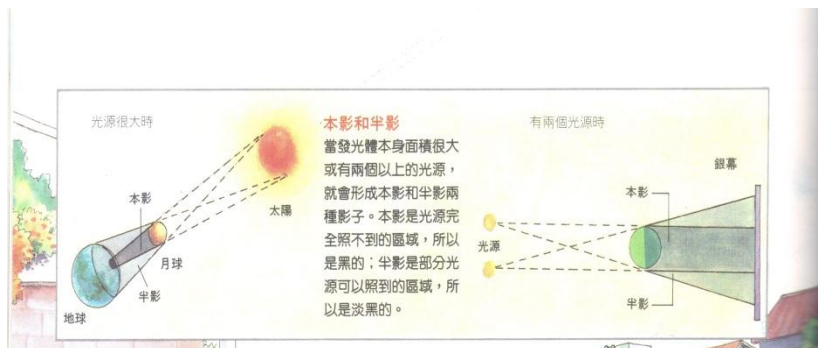 光源很大時
本影
太陽
月球
半影
地球
本影和半影
當發光體本身面積很大
或有兩個以上的光源，
就會形成本影和半影兩
種影子。本影是光源完
全照不到的區域，所以
是黑的；半影是部分光
源可以照到的區域，所
以是淡黑的。
有兩個光源時
銀幕
本影
光源
半影